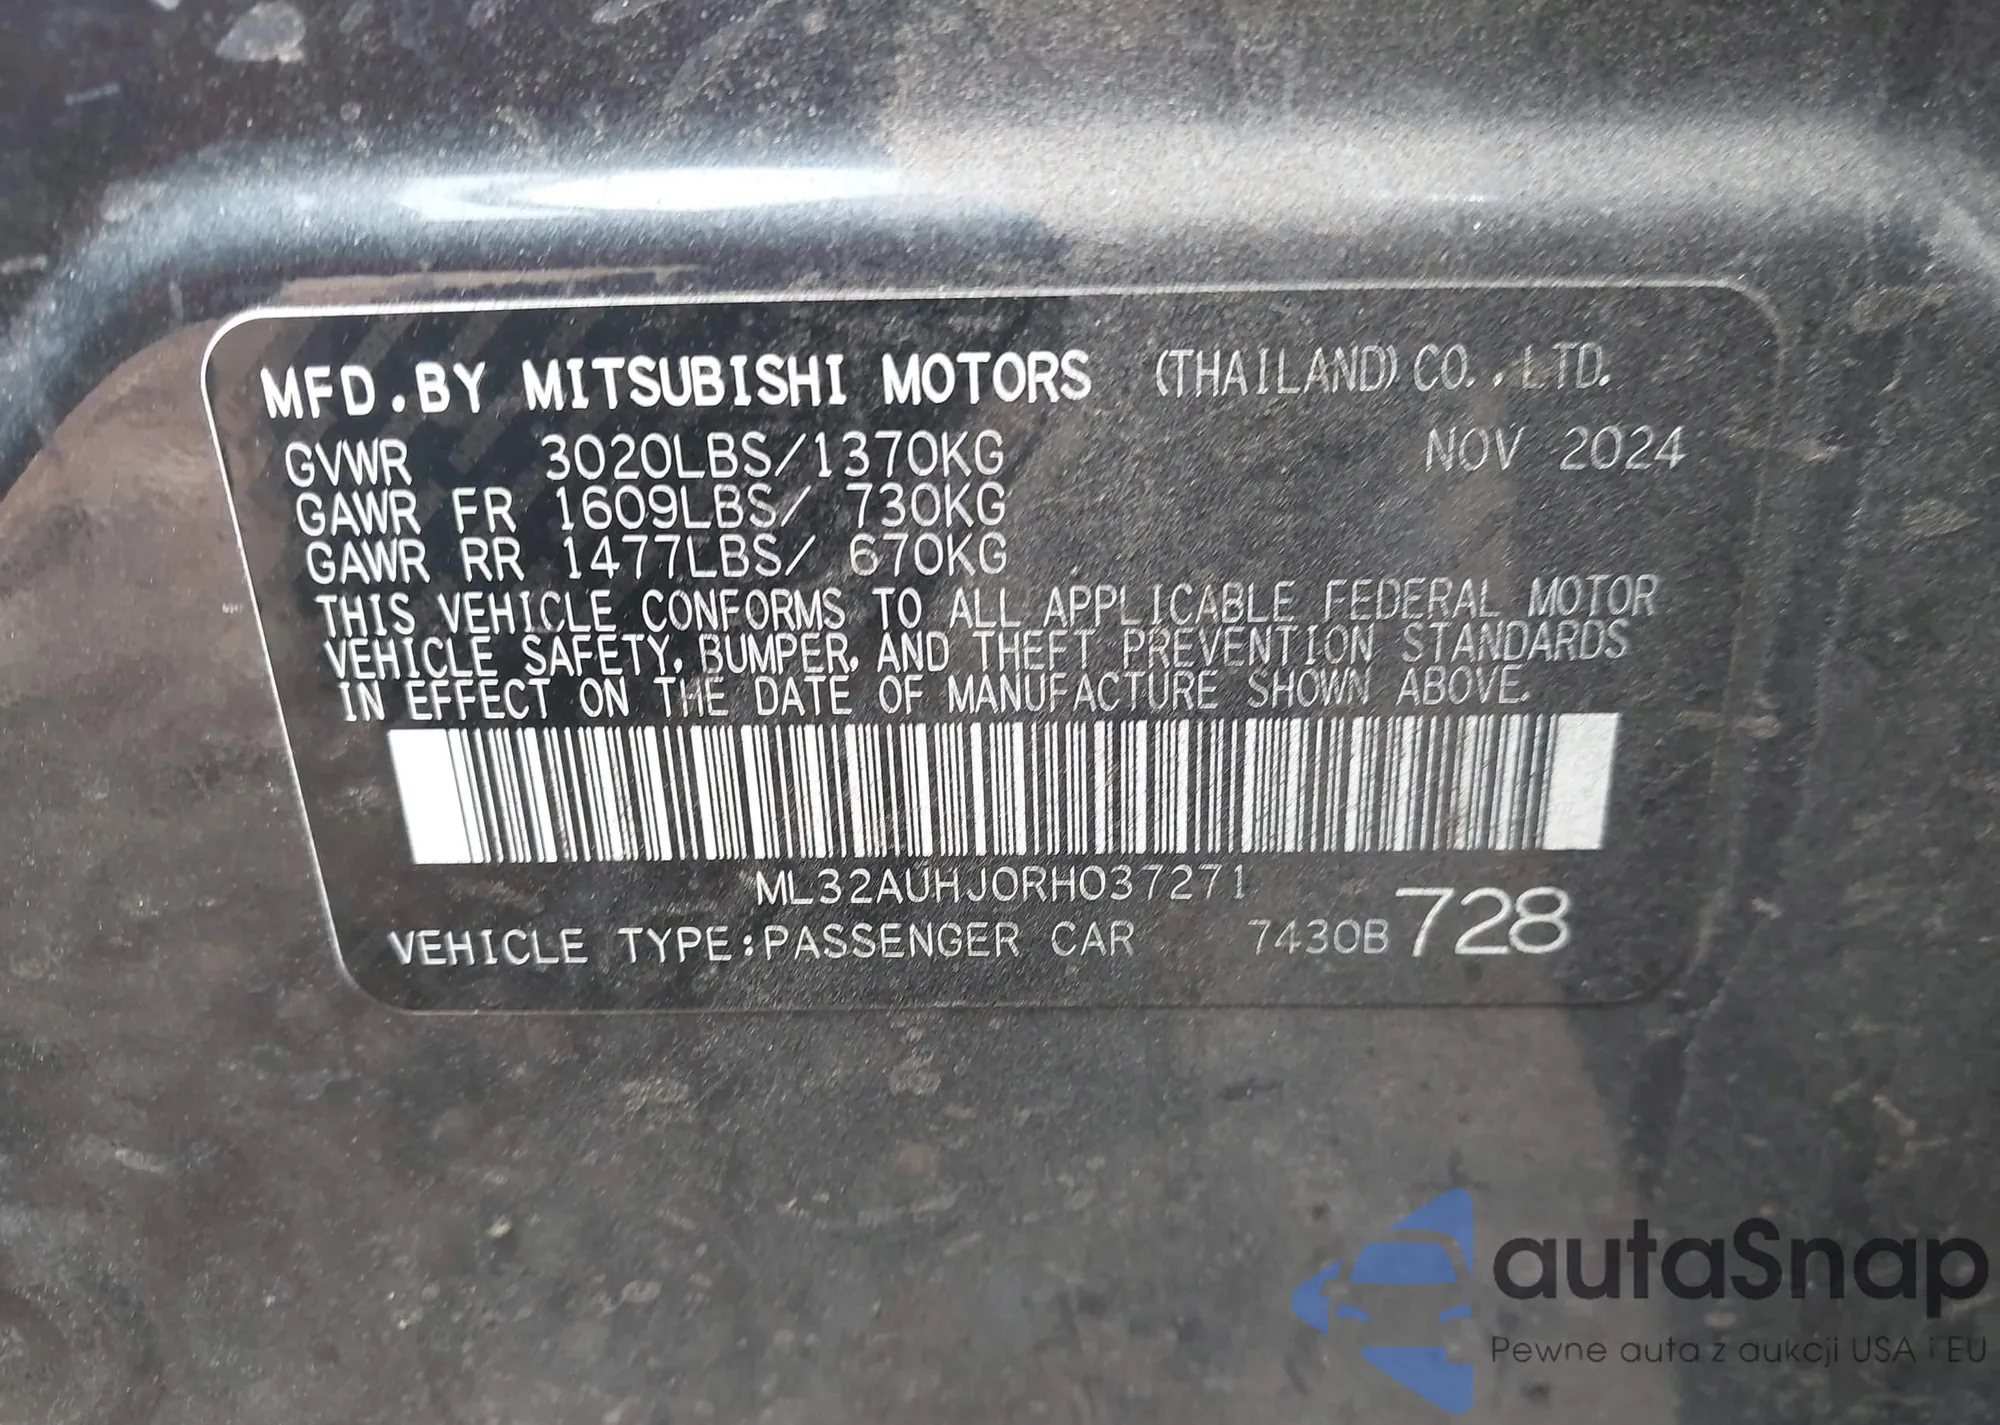 MFD.BY MITSUBISHI MOTORS (THAILAND) CO.,LTD.
GVWR 3020LBS/1370KG NOV 2024
GAWR FR 1609LBS/ 730KG
GAWR RR 1477LBS/ 670KG
THIS VEHICLE CONFORMS TO ALL APPLICABLE FEDERAL MOTOR
VEHICLE SAFETY, BUMPER, AND THEFT PREVENTION STANDARDS
IN EFFECT ON THE DATE OF MANUFACTURE SHOWN ABOVE.
ML32AUHJ0RH037271
VEHICLE TYPE:PASSENGER CAR 7430B728
autaSnap
Pewne auta z aukcji USA i EU